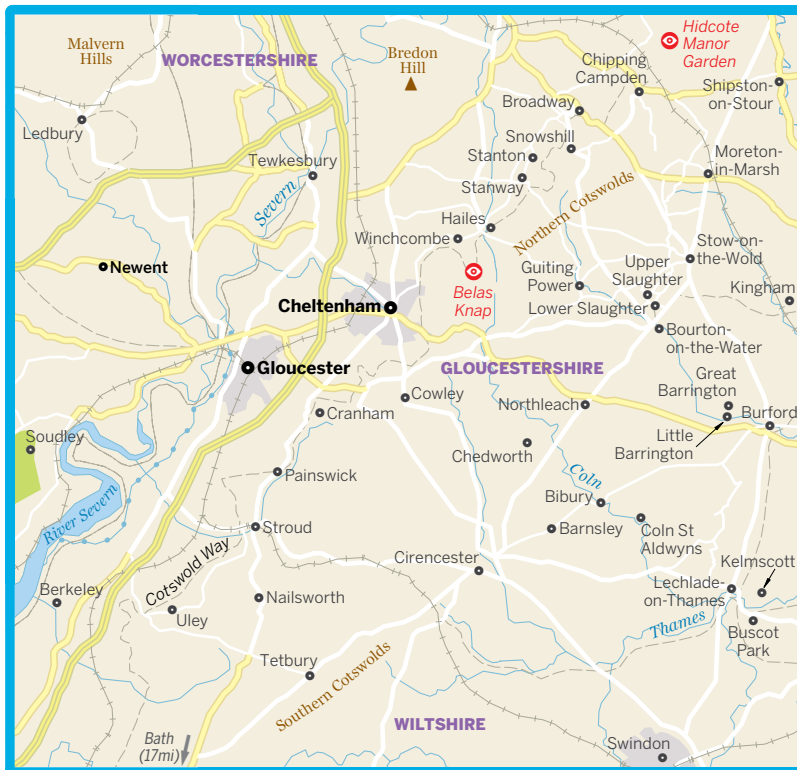 Hidcote
Manor
Garden
Malvern
Hills
WORCESTERSHIRE
Bredon
Hill
Chipping
Campden
Shipston-
on-Stour
Broadway
Ledbury
Snowshill
Stanton
Tewkesbury
Stanway
Moreton-
in-Marsh
Severn
Hailes
Northern Cotswolds
Winchcombe
Stow-on-
the-Wold
Newent
Guiting
Power
Upper
Slaughter
Kingham
Belas
Knap
Cheltenham
Lower Slaughter
Bourton-
on-the-Water
Gloucester
GLOUCESTERSHIRE
Great
Barrington
Cowley
Northleach
Cranham
Burford
Soudley
Little
Barrington
Chedworth
Painswick
Coln
River Severn
Bibury
Stroud
Barnsley
Coln St
Aldwyns
Cotswold Way
Cirencester
Kelmscott
Lechlade-
on-Thames
Berkeley
Nailsworth
Uley
Thames
Buscot
Park
Tetbury
Southern Cotswolds
WILTSHIRE
Bath
(17mi)
Swindon